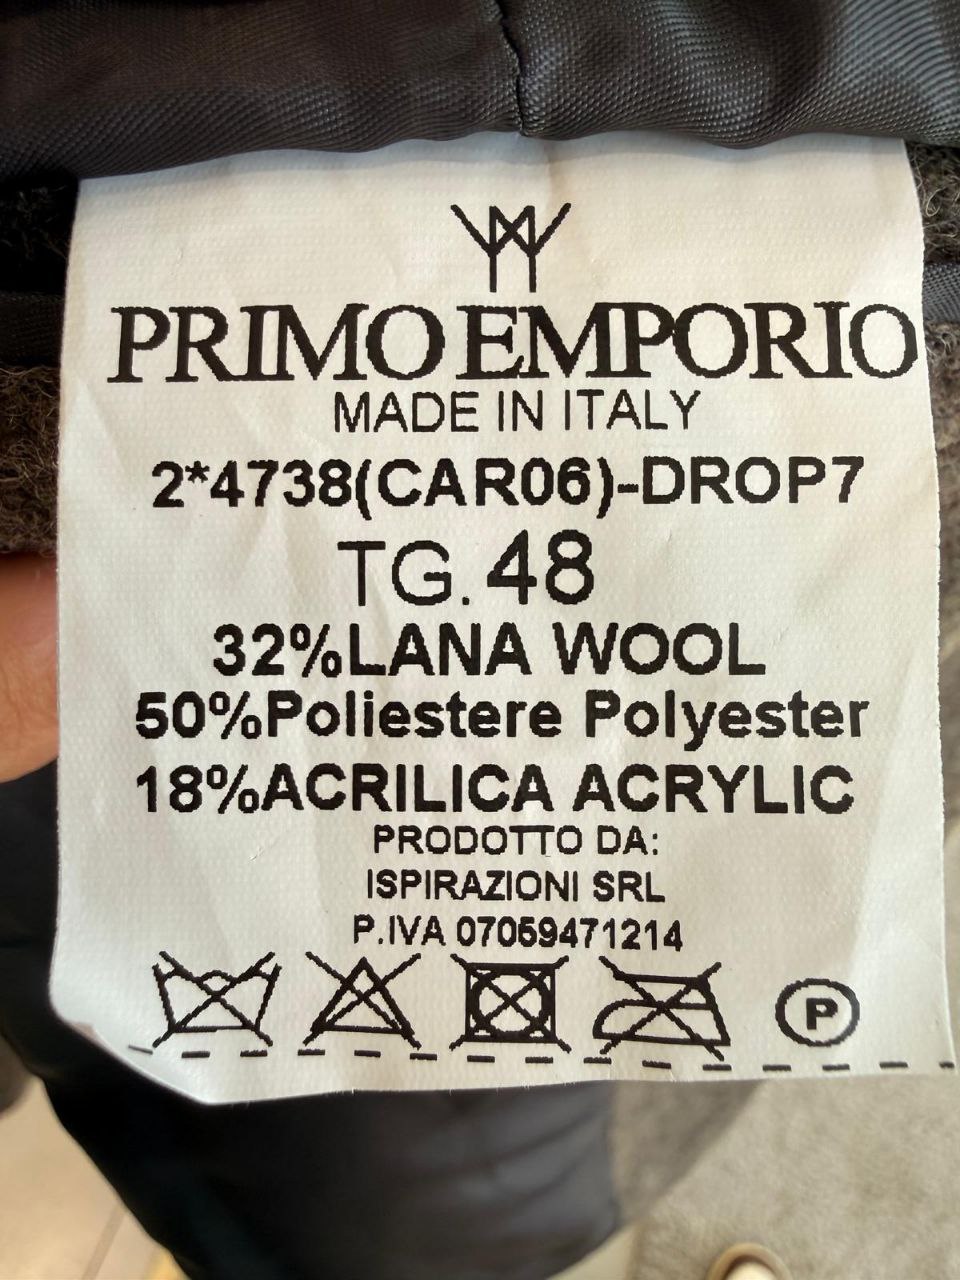 PRIMO EMPORIO
MADE IN ITALY
2*4738(CAR06)-DROP7
TG. 48
32%LANA WOOL
50%Poliestere Polyester
18%ACRILICA ACRYLIC
PRODOTTO DA:
ISPIRAZIONI SRL
P.IVA 07059471214
P